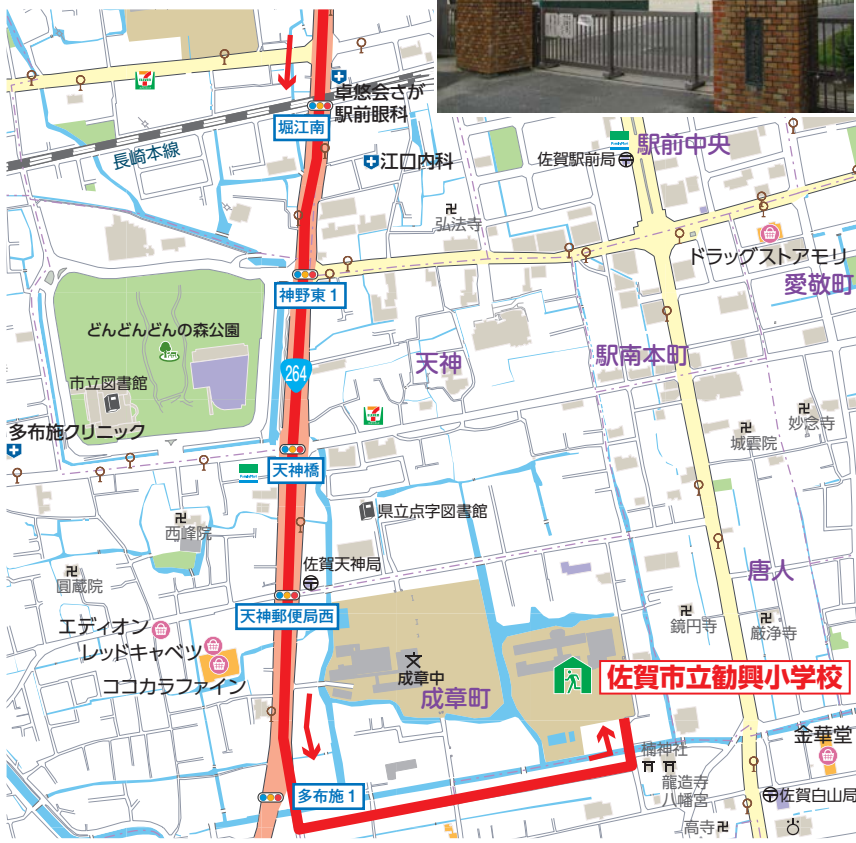 卓悠会さが
駅前眼科
堀江南
長崎本線
江口内科
佐賀駅前局
FamilyMart
駅前中央
弘法寺
ドラッグストアモリ
愛敬町
神野東1
どんどんどんの森公園
264
天神
駅南本町
市立図書館
多布施クリニック
妙念寺
城雲院
天神橋
県立点字図書館
西峰院
佐賀天神局
唐人
圓蔵院
天神郵便局西
鏡円寺
厳浄寺
エディオン
レッドキャベツ
ココカラファイン
成章中
成章町
佐賀市立勧興小学校
楠神社
金華堂
龍造寺
八幡宮
多布施1
佐賀白山局
高寺